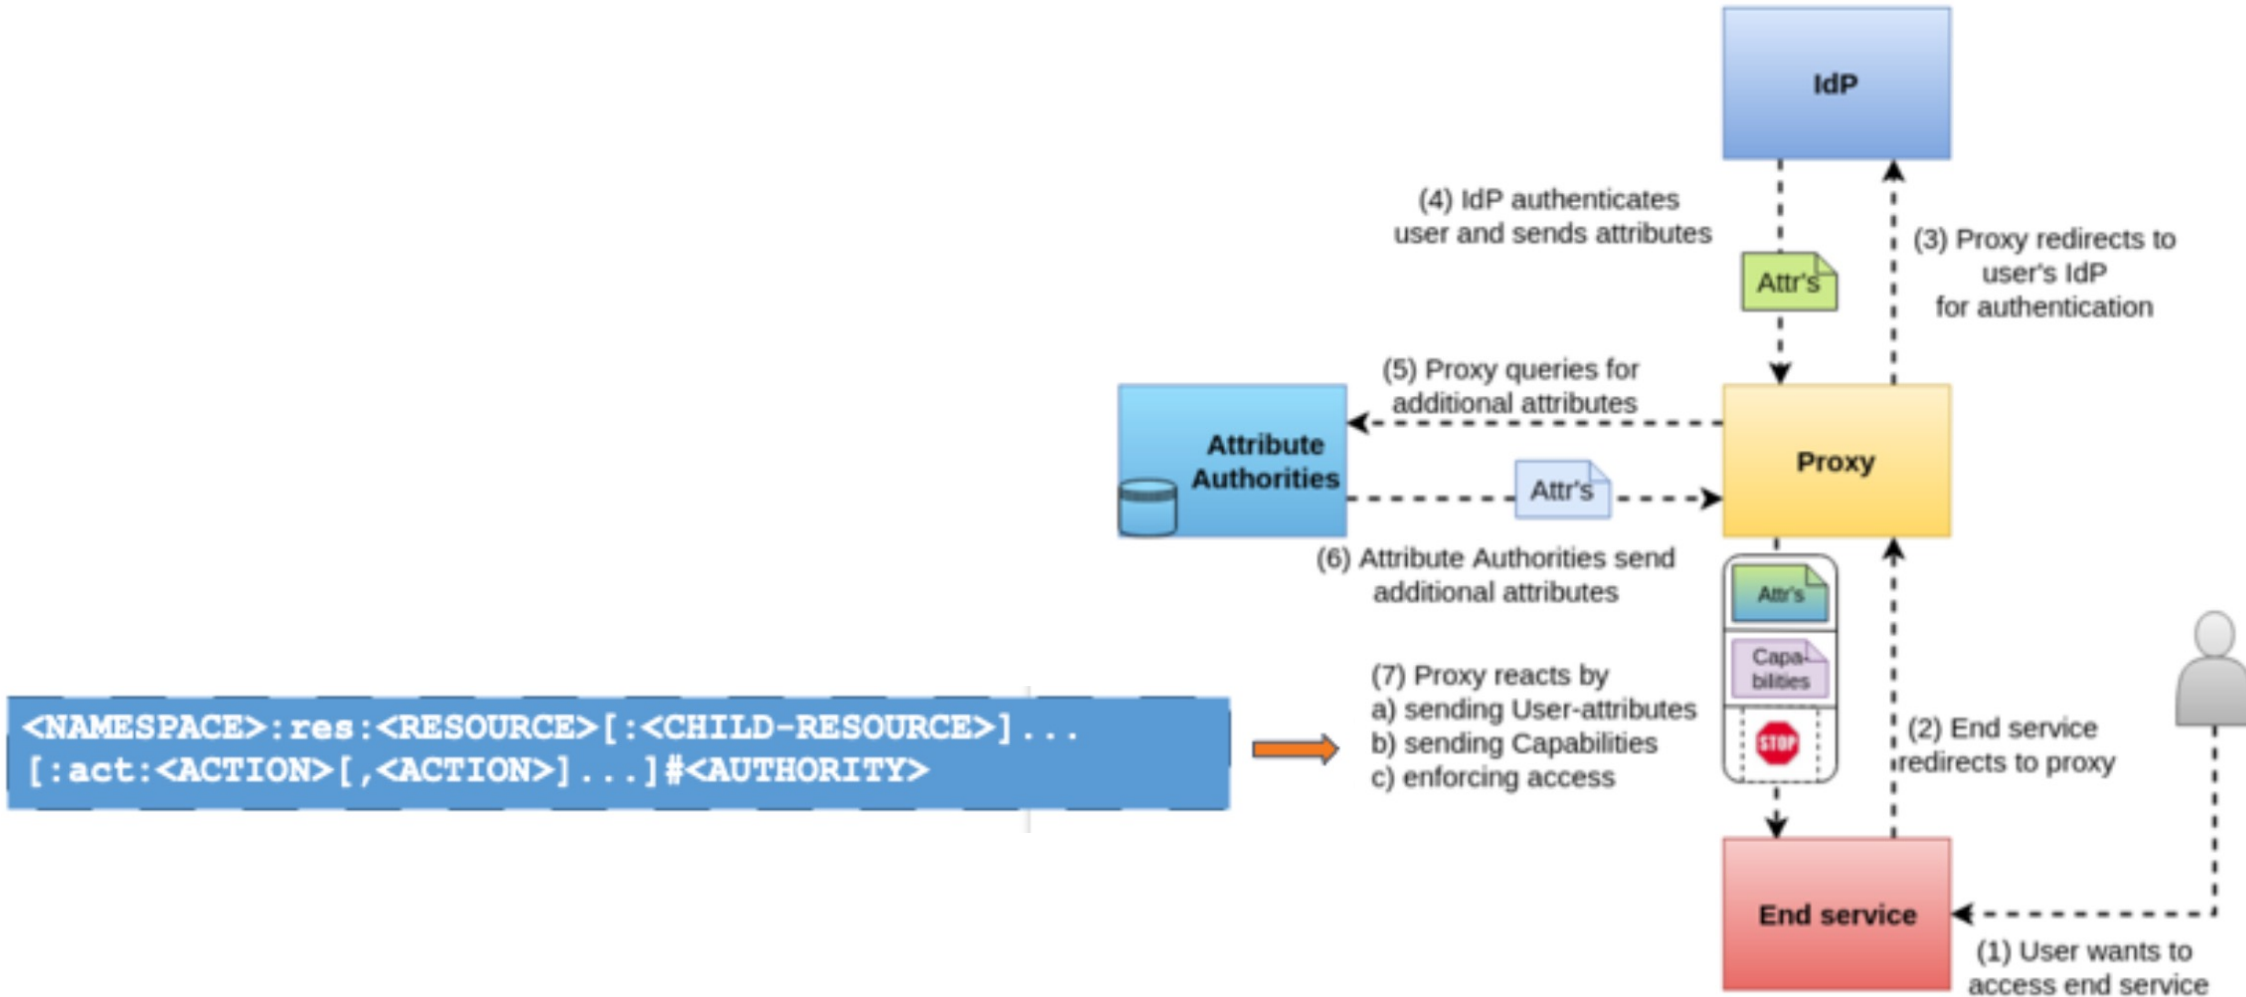 IdP
(4) IdP authenticates
user and sends attributes
Attr's
(3) Proxy redirects to
user's IdP
for authentication
(5) Proxy queries for
additional attributes
Attribute
Authorities
Attr's
Proxy
(6) Attribute Authorities send
additional attributes
Attr's
Capa-
bilities
STOP
(7) Proxy reacts by
a) sending User-attributes
b) sending Capabilities
c) enforcing access
<NAMESPACE>:res:<RESOURCE>[:<CHILD-RESOURCE>]...
[:act:<ACTION>[,<ACTION>]...]#<AUTHORITY>
(2) End service
redirects to proxy
End service
(1) User wants to
access end service